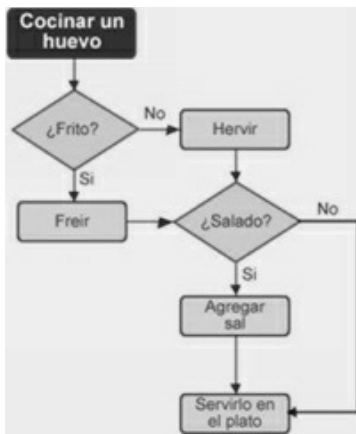 Cocinar un
huevo
¿Frito?
No
Hervir
Si
Freir
¿Salado?
No
Si
Agregar
sal
Servirlo en
el plato